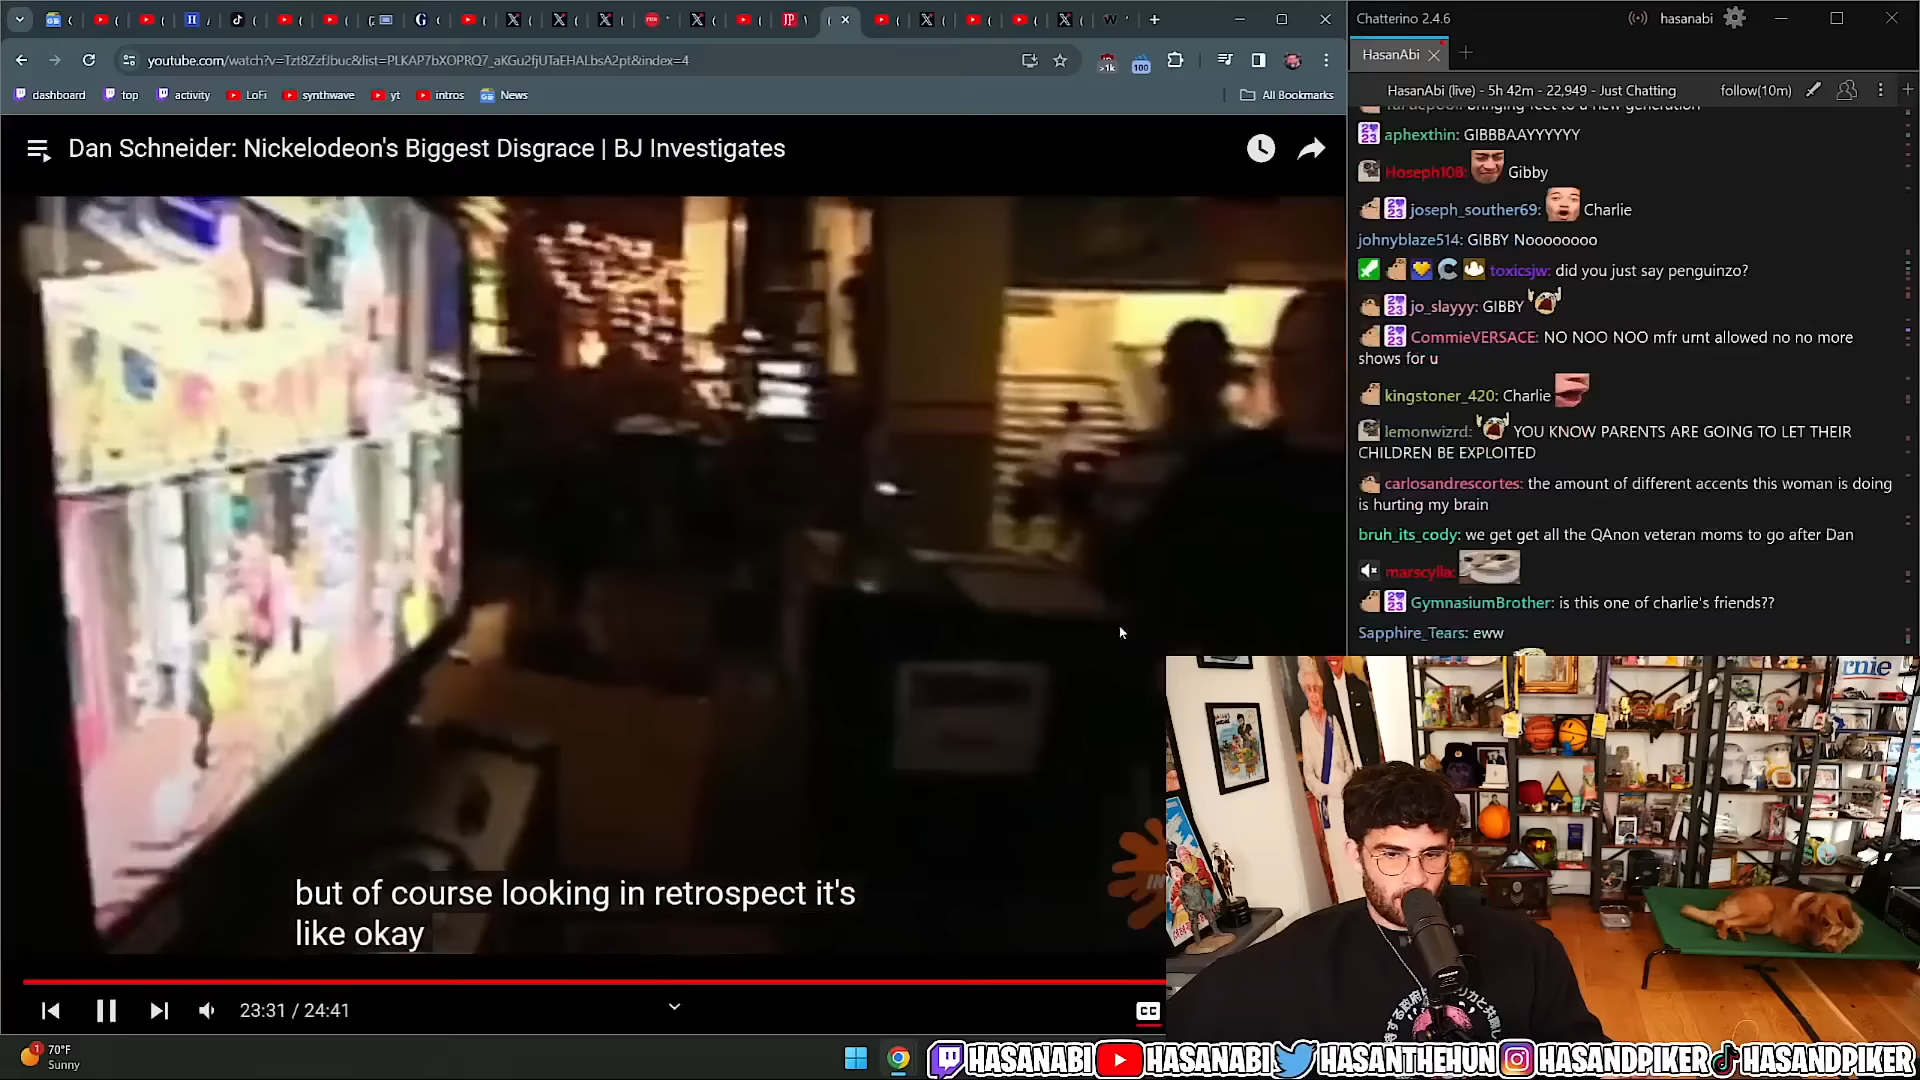 youtube.com/watch?v=Tzt8ZzfJbuc&list=PLKAP7bXOPRQ7_aKGu2fjUTaEHALbsA2pt&index=4
dashboard
top
activity
LoFi
synthwave
yt
intros
News
All Bookmarks
Dan Schneider: Nickelodeon's Biggest Disgrace | BJ Investigates
but of course looking in retrospect it's
like okay
23:31 / 24:41
CC
Chatterino 2.4.6
hasanabi
HasanAbi
HasanAbi (live) - 5h 42m - 22,949 - Just Chatting
follow(10m)
aphexthin: GIBBBAAYYYYYY
Hoseph108: Gibby
joseph_souther69: Charlie
johnyblaze514: GIBBY Noooooooo
toxicsjw: did you just say penguinzo?
jo_slayyy: GIBBY
CommieVERSACE: NO NOO NOO mfr urnt allowed no no more
shows for u
kingstoner_420: Charlie
lemonwizrd: YOU KNOW PARENTS ARE GOING TO LET THEIR
CHILDREN BE EXPLOITED
carlosandrescortes: the amount of different accents this woman is doing
is hurting my brain
bruh_its_cody: we get get all the QAnon veteran moms to go after Dan
marscylla:
GymnasiumBrother: is this one of charlie's friends??
Sapphire_Tears: eww
rnie
70°F
Sunny
HASANABI
HASANABI
HASANTHEHUN
HASANDPIKER
HASANDPIKER